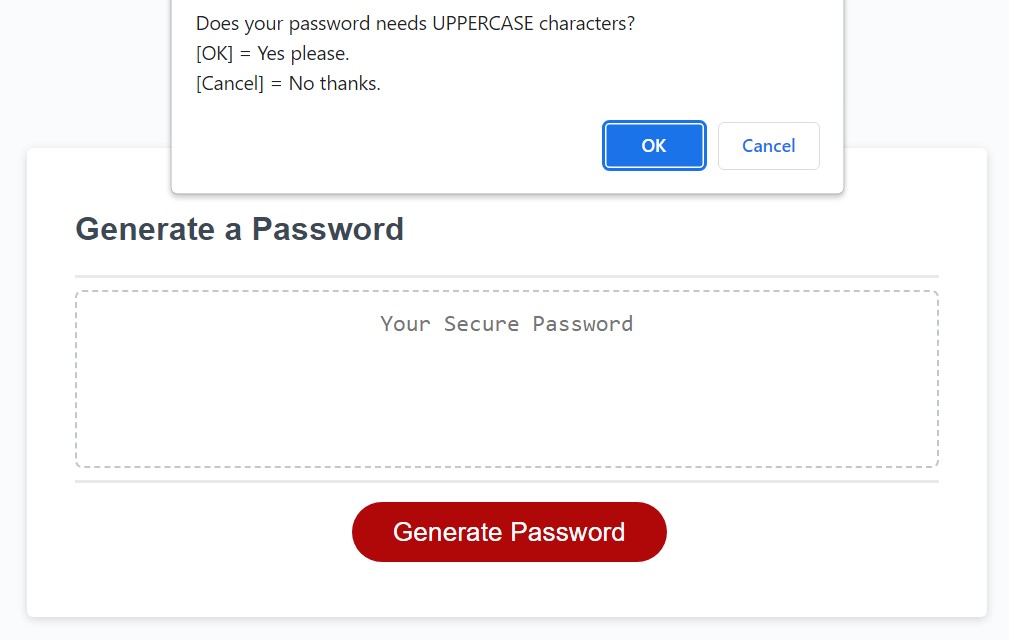 Does your password needs UPPERCASE characters?
[OK] = Yes please.
[Cancel] = No thanks.
OK
Cancel
Generate a Password
Your Secure Password
Generate Password